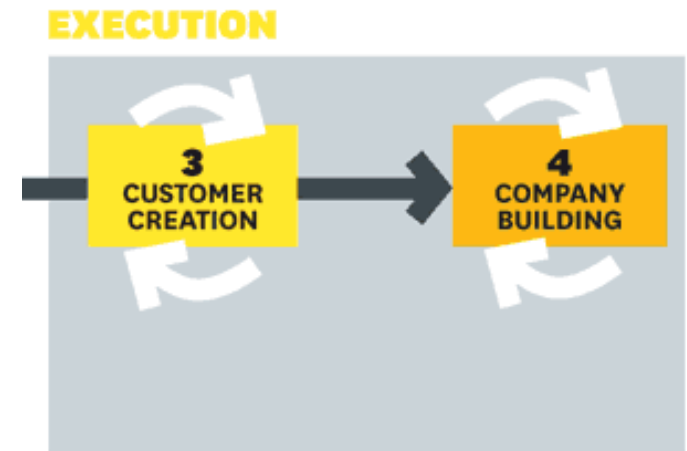 EXECUTION
3
CUSTOMER
CREATION
4
COMPANY
BUILDING